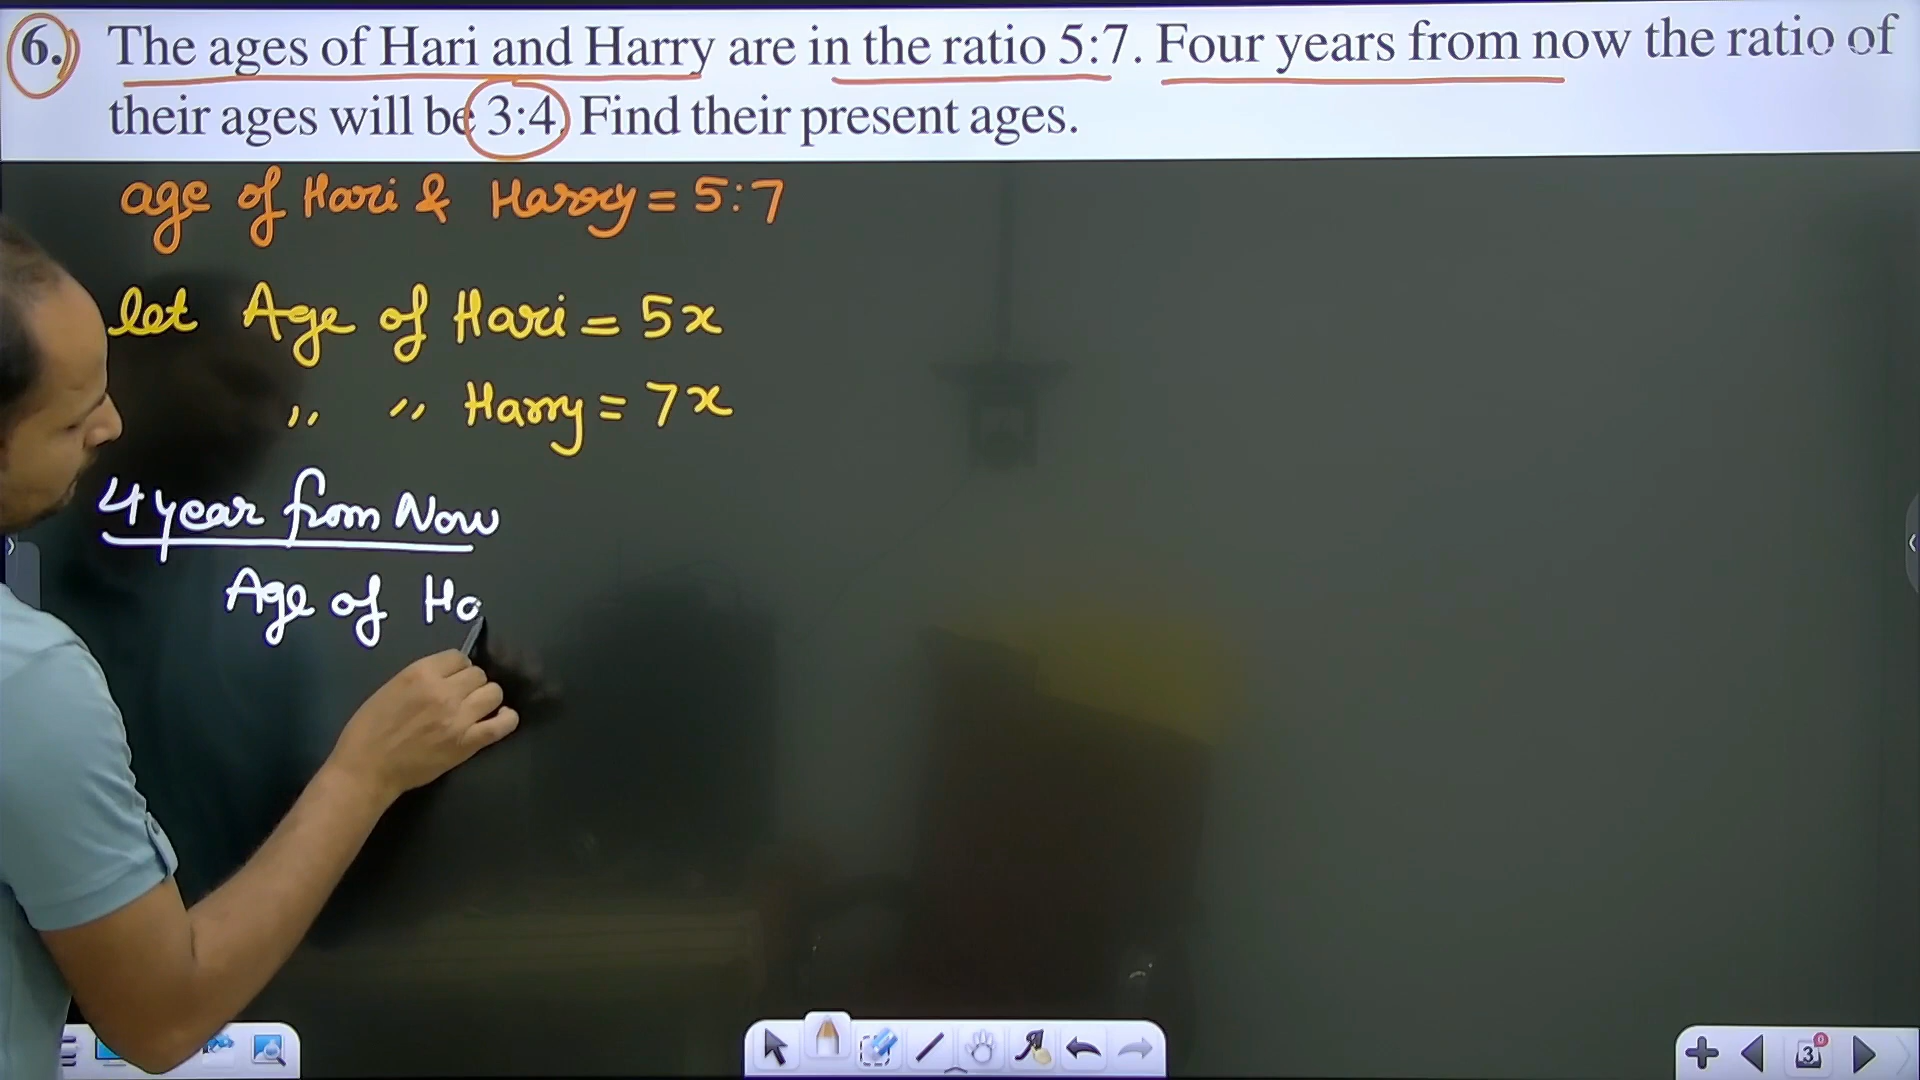 6. The ages of Hari and Harry are in the ratio 5:7. Four years from now the ratio of
their ages will be 3:4. Find their present ages.
age of Hari & Harry = 5:7
let Age of Hari = 5x
,, ,, Harry = 7x
4 year from Now
Age of Ha
3
0